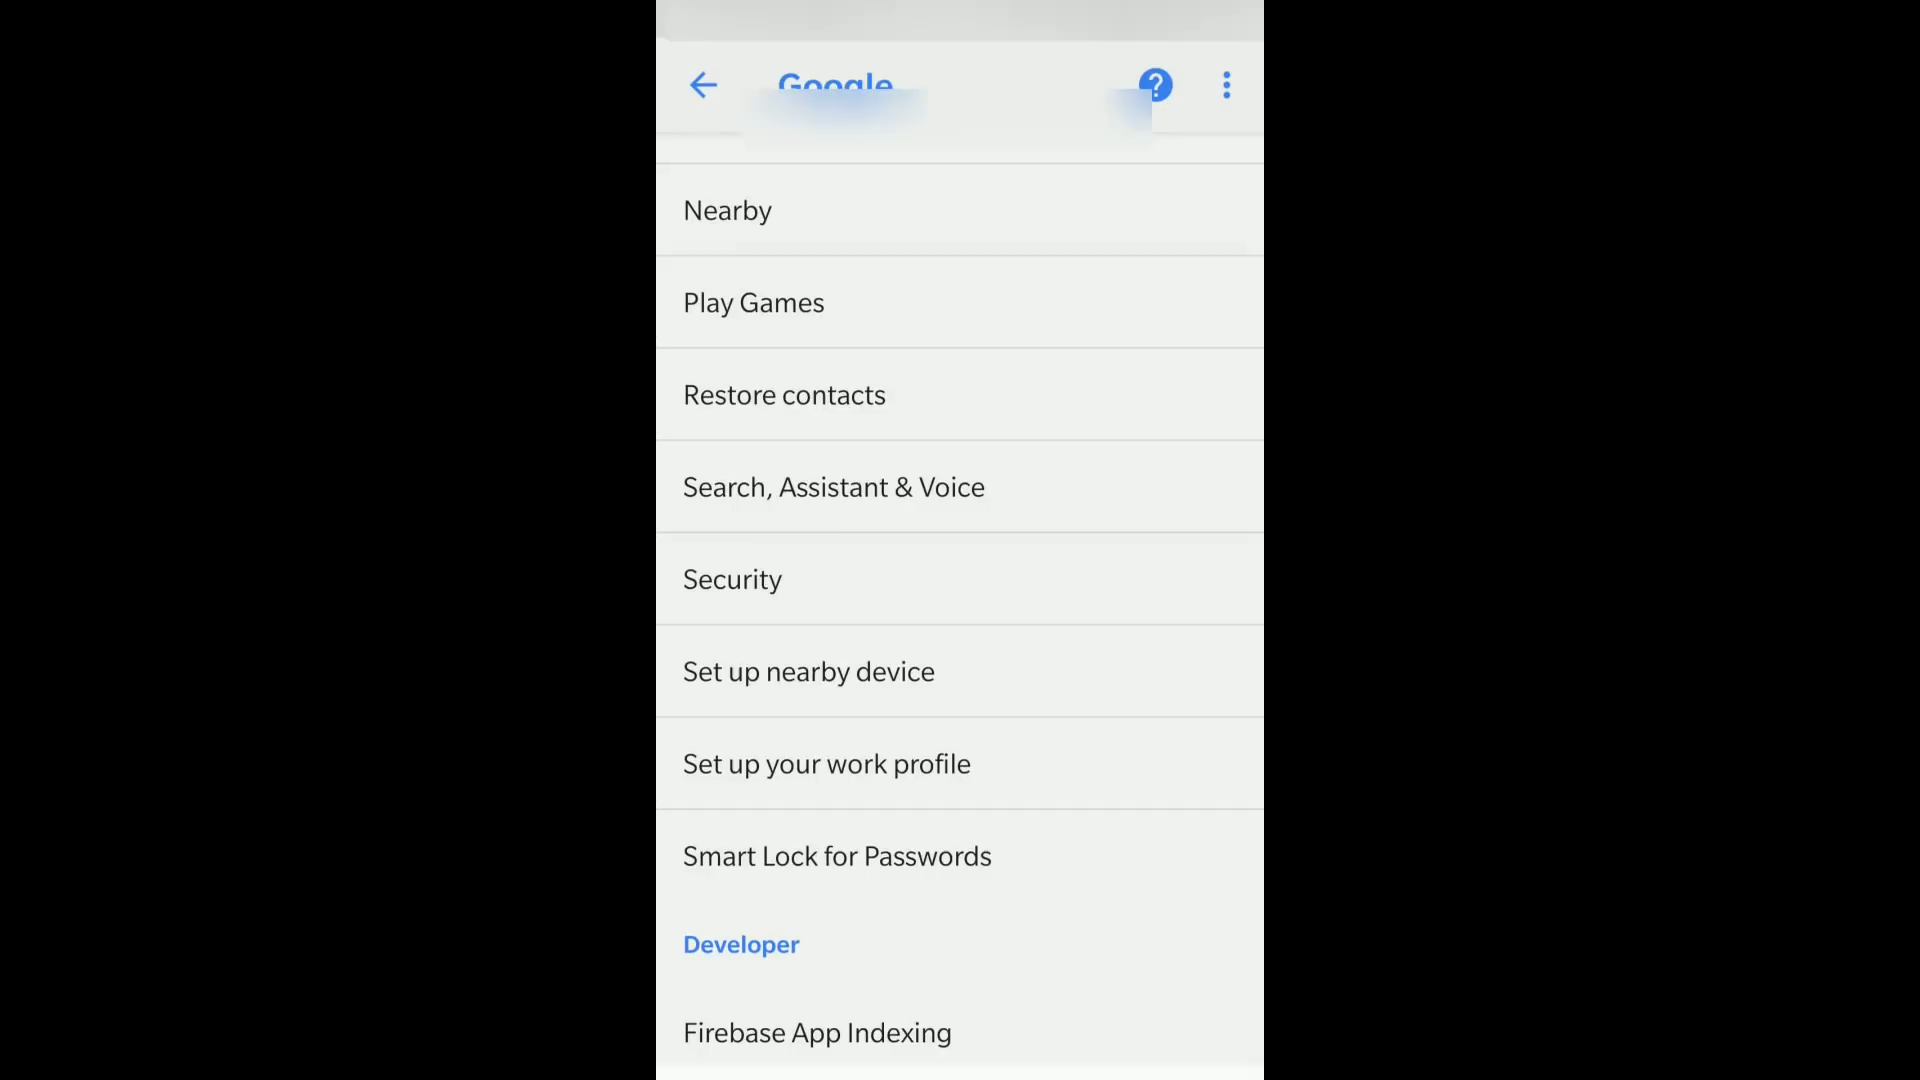 Google
Nearby
Play Games
Restore contacts
Search, Assistant & Voice
Security
Set up nearby device
Set up your work profile
Smart Lock for Passwords
Developer
Firebase App Indexing